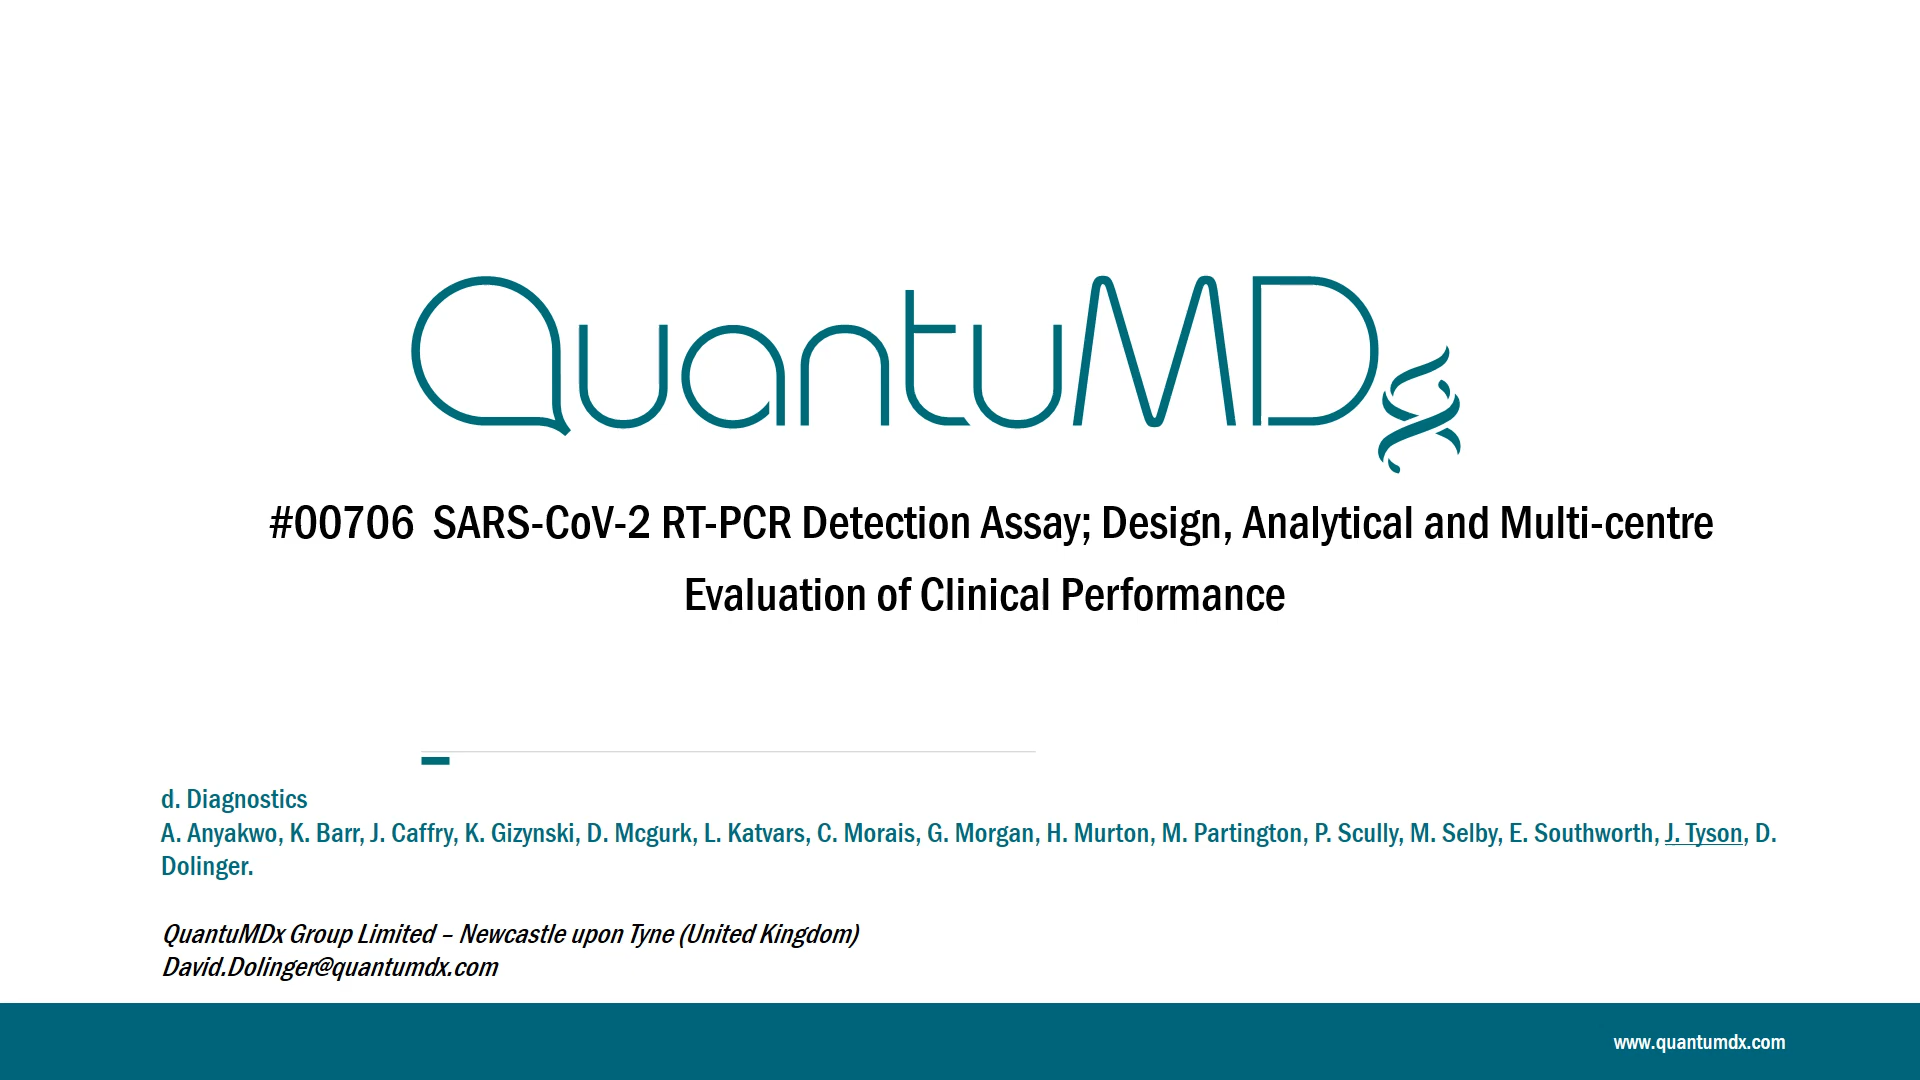 QuantuMDx
#00706 SARS-CoV-2 RT-PCR Detection Assay; Design, Analytical and Multi-centre
Evaluation of Clinical Performance
d. Diagnostics
A. Anyakwo, K. Barr, J. Caffry, K. Gizynski, D. Mcgurk, L. Katvars, C. Morais, G. Morgan, H. Murton, M. Partington, P. Scully, M. Selby, E. Southworth, J. Tyson, D.
Dolinger.
QuantuMDx Group Limited – Newcastle upon Tyne (United Kingdom)
David.Dolinger@quantumdx.com
www.quantumdx.com